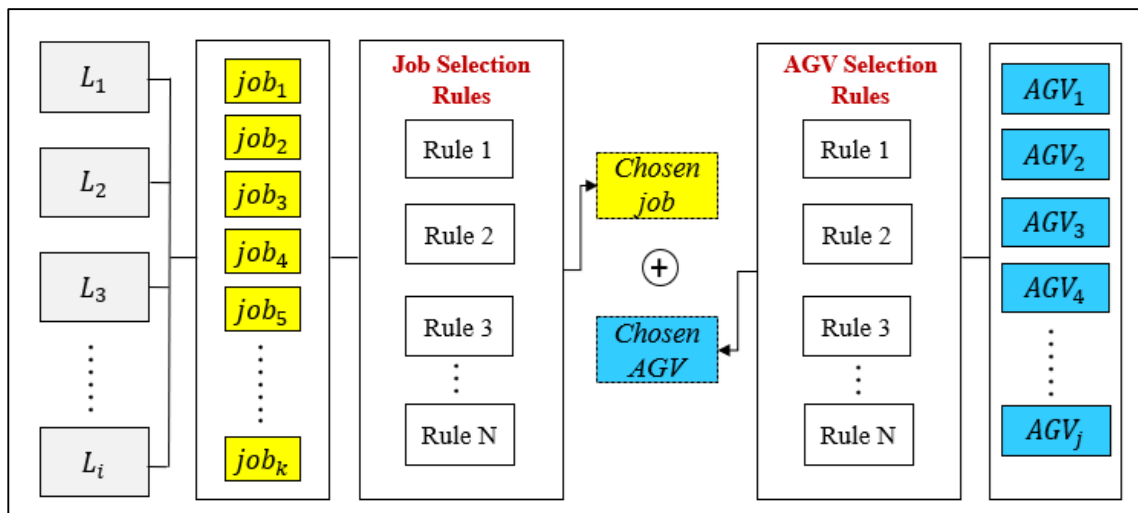 L₁
L₂
L₃
Lᵢ
job₁
job₂
job₃
job₄
job₅
jobₖ
Job Selection
Rules
Rule 1
Rule 2
Rule 3
Rule N
Chosen
job
+
Chosen
AGV
AGV Selection
Rules
Rule 1
Rule 2
Rule 3
Rule N
AGV₁
AGV₂
AGV₃
AGV₄
AGVⱼ